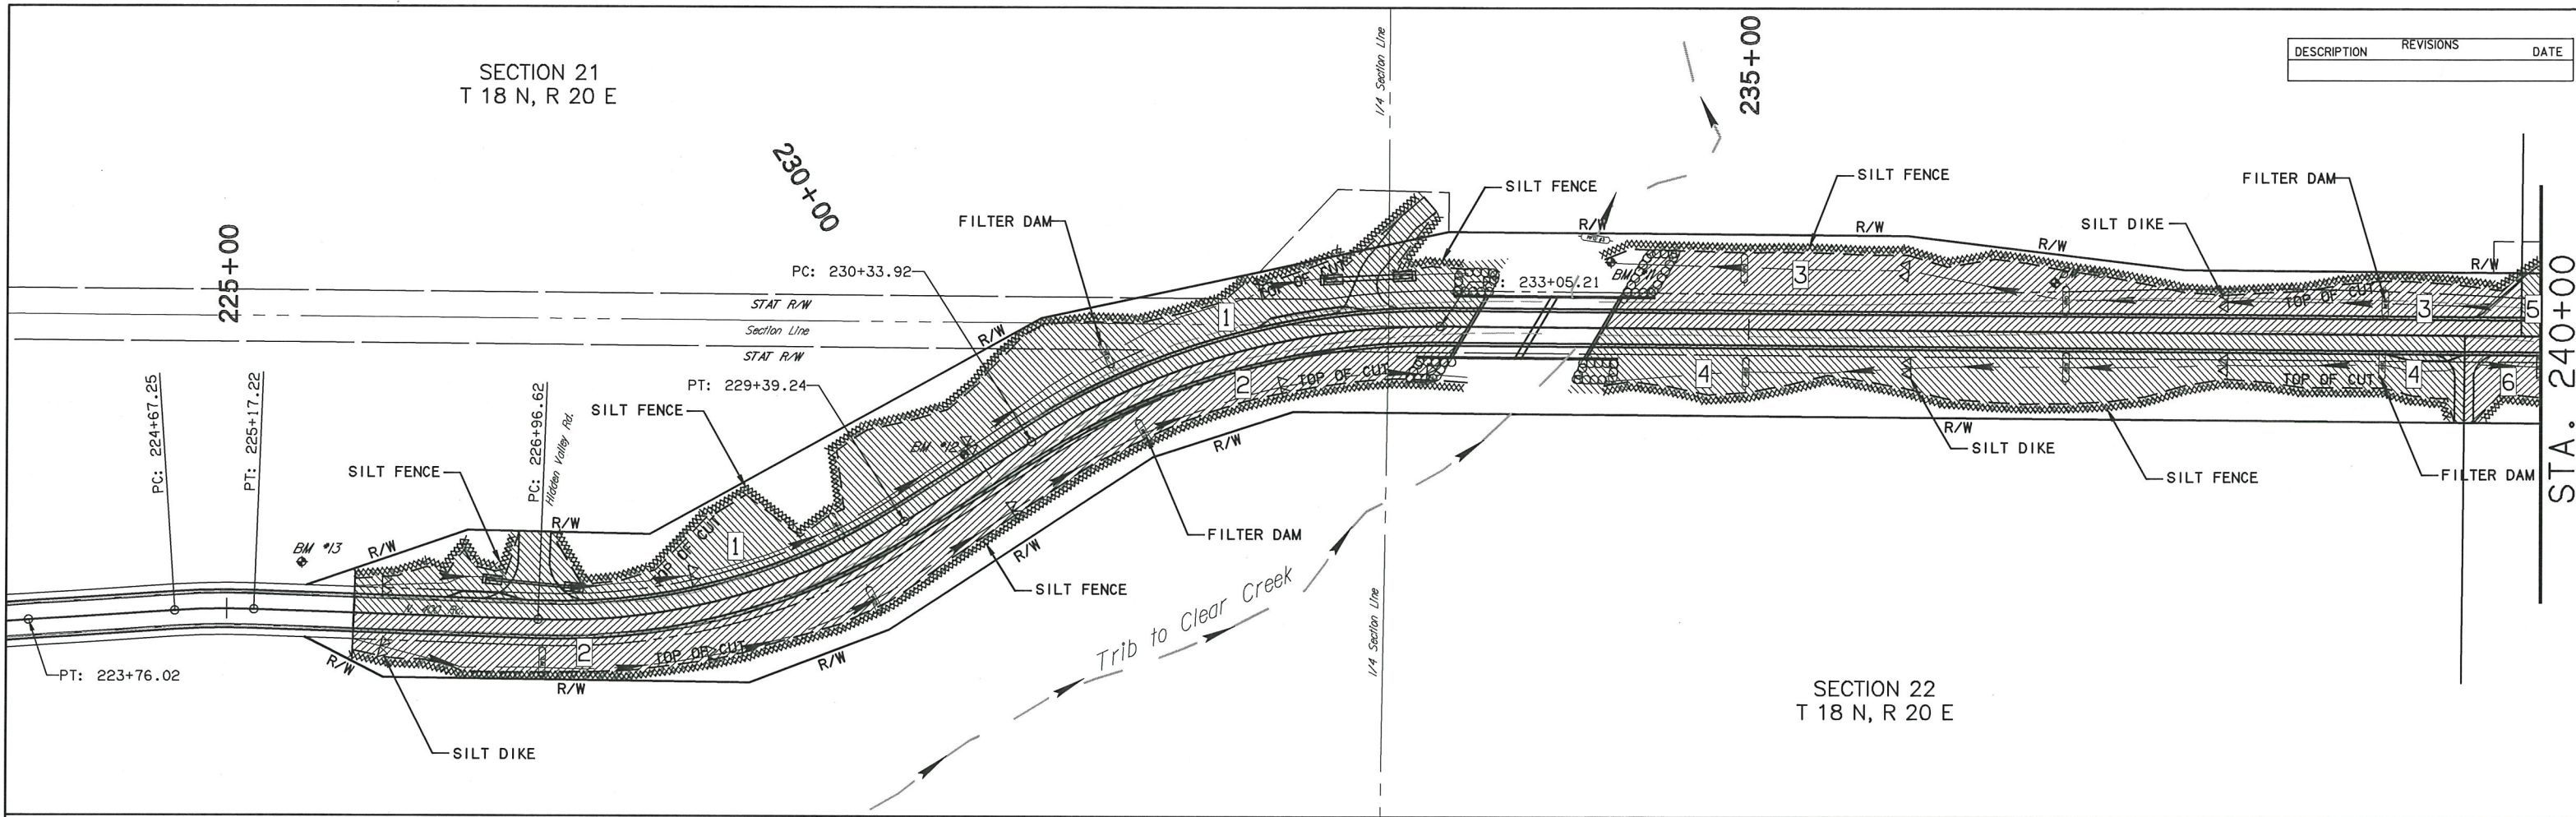 DESCRIPTION REVISIONS DATE
SECTION 21
T 18 N, R 20 E
1/4 Section Line
235+00
230+00
225+00
SILT FENCE
SILT FENCE
FILTER DAM
FILTER DAM
SILT DIKE
R/W
R/W
R/W
R/W
PC: 230+33.92
TOP OF CUT
BM #11
: 233+05.21
3
TOP OF CUT
3
5
STAT R/W
Section Line
STAT R/W
R/W
1
STA. 240+00
PT: 229+39.24
2
TOP OF CUT
4
TOP OF CUT
4
6
PC: 224+67.25
PT: 225+17.22
PC: 226+96.62
Hidden Valley Rd.
SILT FENCE
BM #12
R/W
R/W
SILT DIKE
SILT FENCE
FILTER DAM
SILT FENCE
FILTER DAM
BM #13
R/W
R/W
TOP OF CUT
1
R/W
SILT FENCE
N. 400 Rd.
Trib to Clear Creek
1/4 Section Line
R/W
2
TOP OF CUT
R/W
R/W
PT: 223+76.02
SILT DIKE
SECTION 22
T 18 N, R 20 E